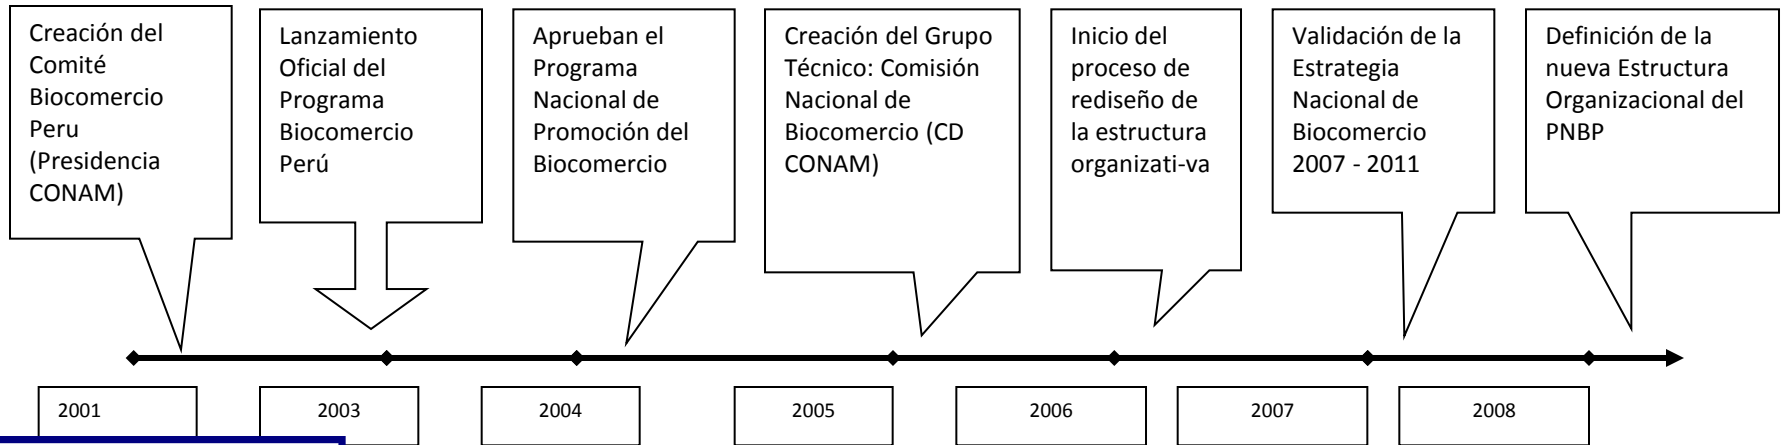 Creación del
Comité
Biocomercio
Peru
(Presidencia
CONAM)
Lanzamiento
Oficial del
Programa
Biocomercio
Perú
Aprueban el
Programa
Nacional de
Promoción del
Biocomercio
Creación del Grupo
Técnico: Comisión
Nacional de
Biocomercio (CD
CONAM)
Inicio del
proceso de
rediseño de
la estructura
organizati-va
Validación de la
Estrategia
Nacional de
Biocomercio
2007 - 2011
Definición de la
nueva Estructura
Organizacional del
PNBP
2001
2003
2004
2005
2006
2007
2008